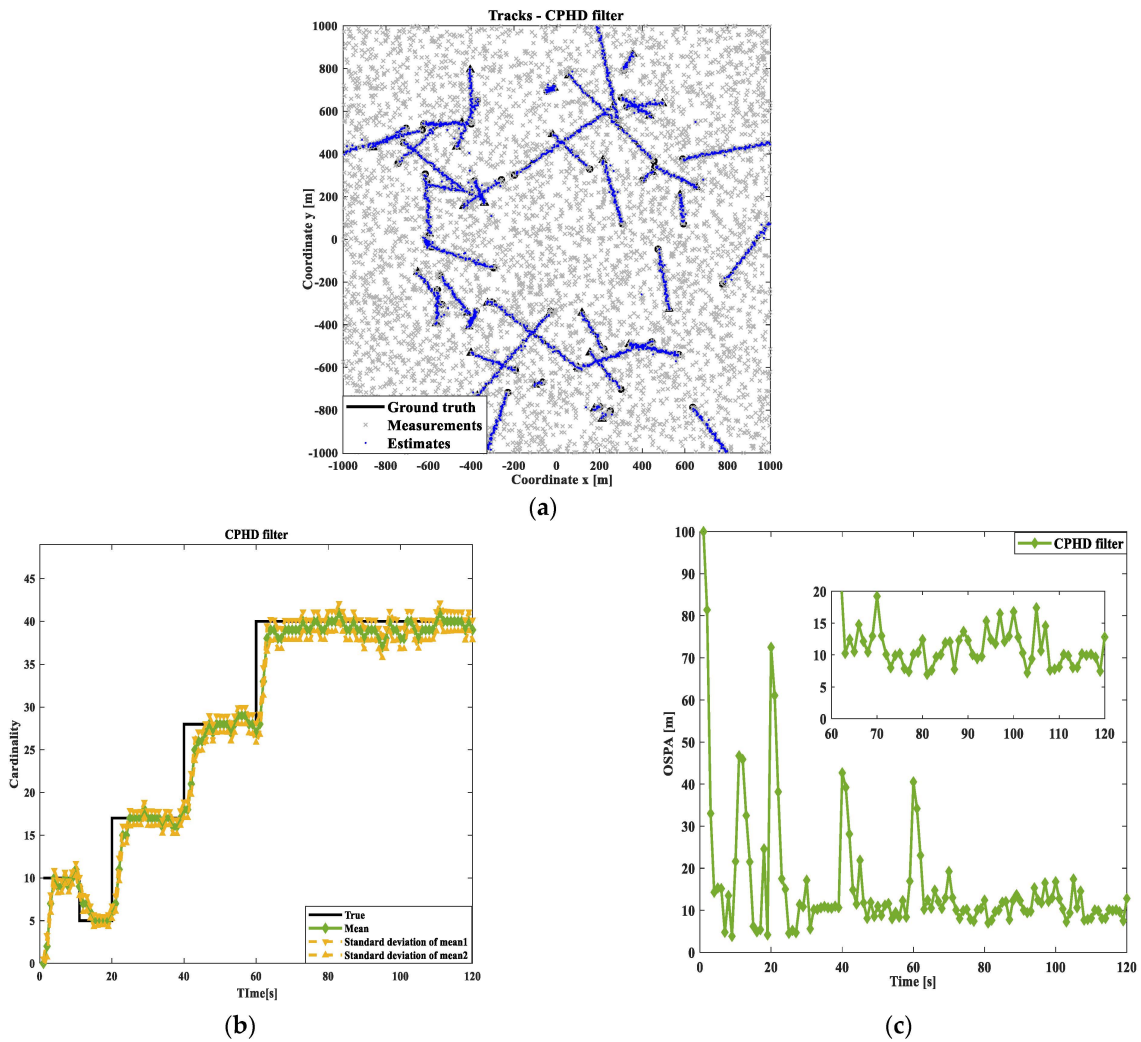 Tracks - CPHD filter
1000
800
600
400
200
0
-200
-400
-600
-800
-1000
Coordinate y [m]
Ground truth
Measurements
Estimates
-1000 -800 -600 -400 -200 0 200 400 600 800 1000
Coordinate x [m]
(a)
CPHD filter
45
40
35
30
25
20
15
10
5
0
Cardinality
True
Mean
Standard deviation of mean1
Standard deviation of mean2
0 20 40 60 80 100 120
TIme[s]
(b)
CPHD filter
100
90
80
70
60
50
40
30
20
10
0
OSPA [m]
20
15
10
5
0
60 70 80 90 100 110 120
0 20 40 60 80 100 120
Time [s]
(c)